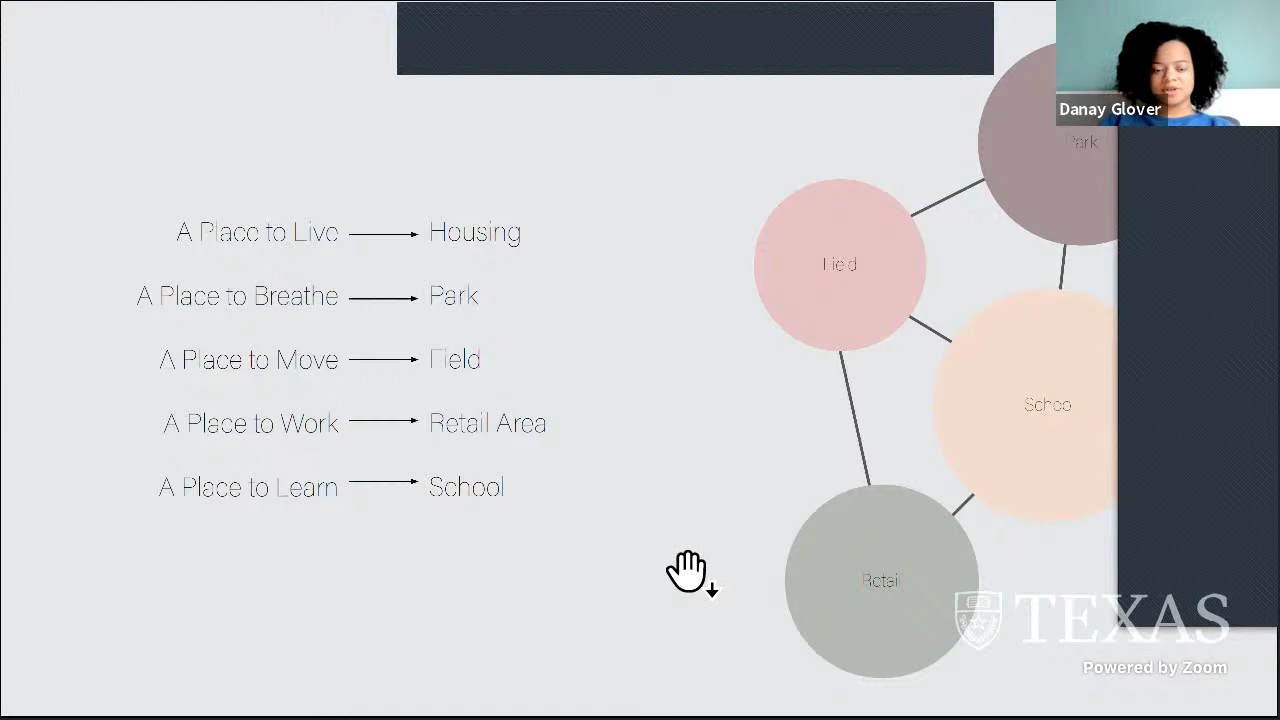 Danay Glover
Park
A Place to Live Housing
Field
A Place to Breathe Park
A Place to Move Field
School
A Place to Work Retail Area
A Place to Learn School
Retail
TEXAS
Powered by Zoom